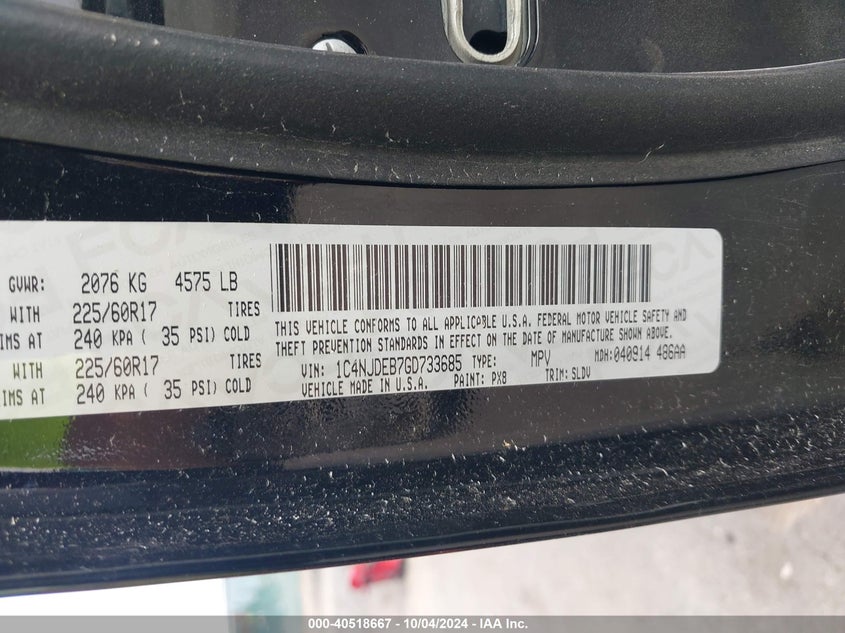 GVWR: 2076 KG 4575 LB
WITH 225/60R17 TIRES
IMS AT 240 KPA ( 35 PSI) COLD
WITH 225/60R17 TIRES
IMS AT 240 KPA ( 35 PSI) COLD
THIS VEHICLE CONFORMS TO ALL APPLICABLE U.S.A. FEDERAL MOTOR VEHICLE SAFETY AND
THEFT PREVENTION STANDARDS IN EFFECT ON THE DATE OF MANUFACTURE SHOWN ABOVE.
VIN: 1C4NJDEB7GD733685 TYPE: MPV MDH:040914 486AA
VEHICLE MADE IN U.S.A. PAINT: PX8 TRIM: SLDV
000-40518667 - 10/04/2024 - IAA Inc.